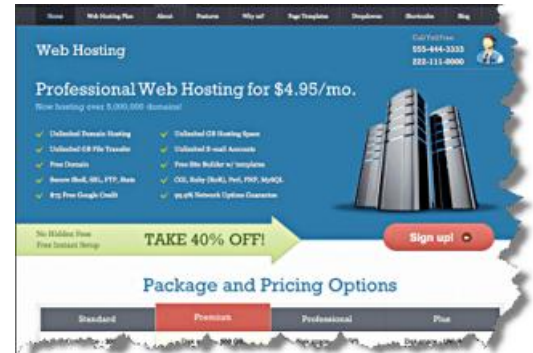 Home Web Hosting Plan About Features Why us? Page Templates Dropdowns Shortcodes Blog
Call Toll Free
Web Hosting
555-444-3333
222-111-0000
Professional Web Hosting for $4.95/mo.
Now hosting over 5,000,000 domains!
Unlimited Domain Hosting
Unlimited GB File Transfer
Free Domain
Secure Shell, SSL, FTP, Stats
$75 Free Google Credit
Unlimited GB Hosting Space
Unlimited E-mail Accounts
Free Site Builder w/ templates
CGI, Ruby (RoR), Perl, PHP, MySQL
99.9% Network Uptime Guarantee
No Hidden Fees
Free Instant Setup
TAKE 40% OFF!
Sign up!
Package and Pricing Options
Standard Premium Professional Plus